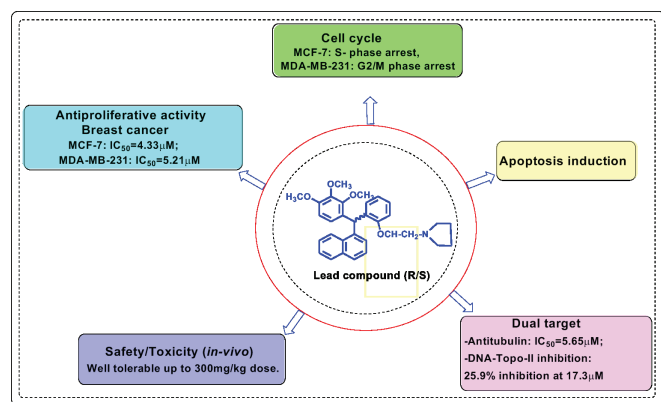 Cell cycle
MCF-7: S- phase arrest,
MDA-MB-231: G2/M phase arrest
Antiproliferative activity
Breast cancer
MCF-7: IC50=4.33μM;
MDA-MB-231: IC50=5.21μM
Apoptosis induction
OCH3
H3CO
OCH3
OCH-CH2-N
Lead compound (R/S)
Safety/Toxicity (in-vivo)
Well tolerable up to 300mg/kg dose.
Dual target
-Antitubulin: IC50=5.65μM;
-DNA-Topo-II inhibition:
25.9% inhibition at 17.3μM